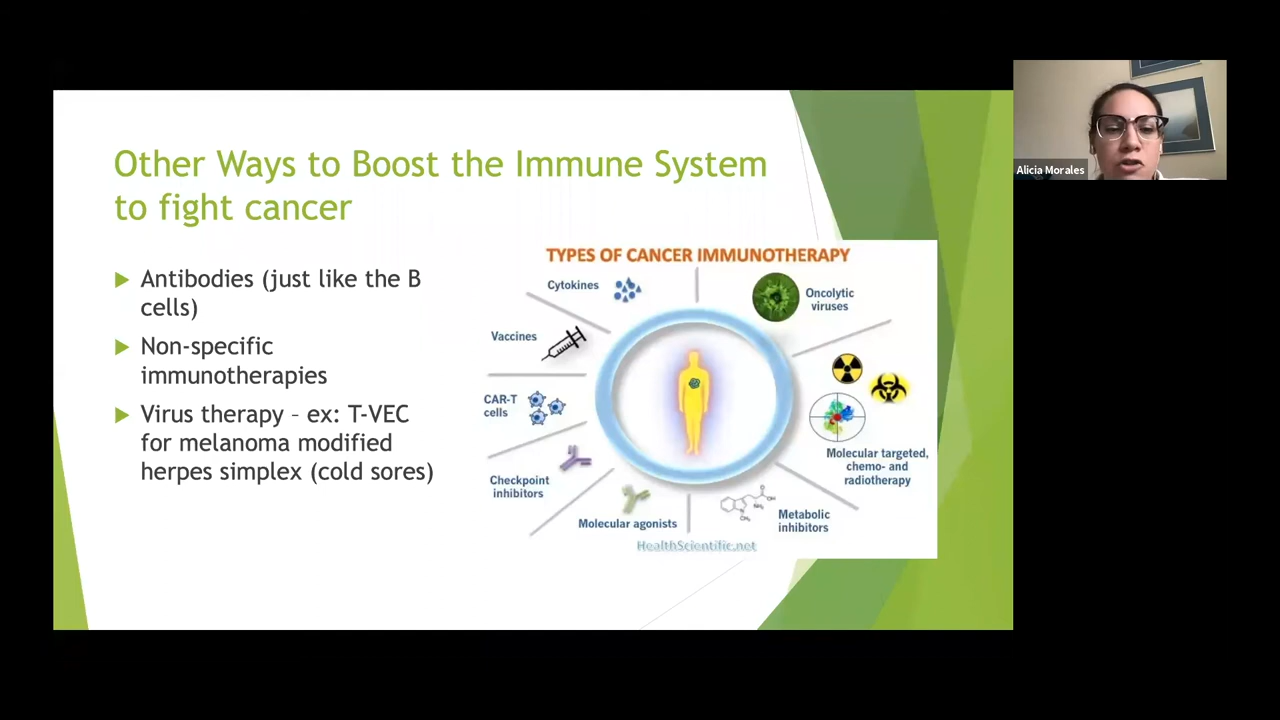 Other Ways to Boost the Immune System
to fight cancer
Antibodies (just like the B
cells)
Non-specific
immunotherapies
Virus therapy – ex: T-VEC
for melanoma modified
herpes simplex (cold sores)
TYPES OF CANCER IMMUNOTHERAPY
Cytokines
Oncolytic
viruses
Vaccines
CAR-T
cells
Checkpoint
inhibitors
Molecular agonists
Metabolic
inhibitors
Molecular targeted,
chemo- and
radiotherapy
HealthScientific.net
Alicia Morales